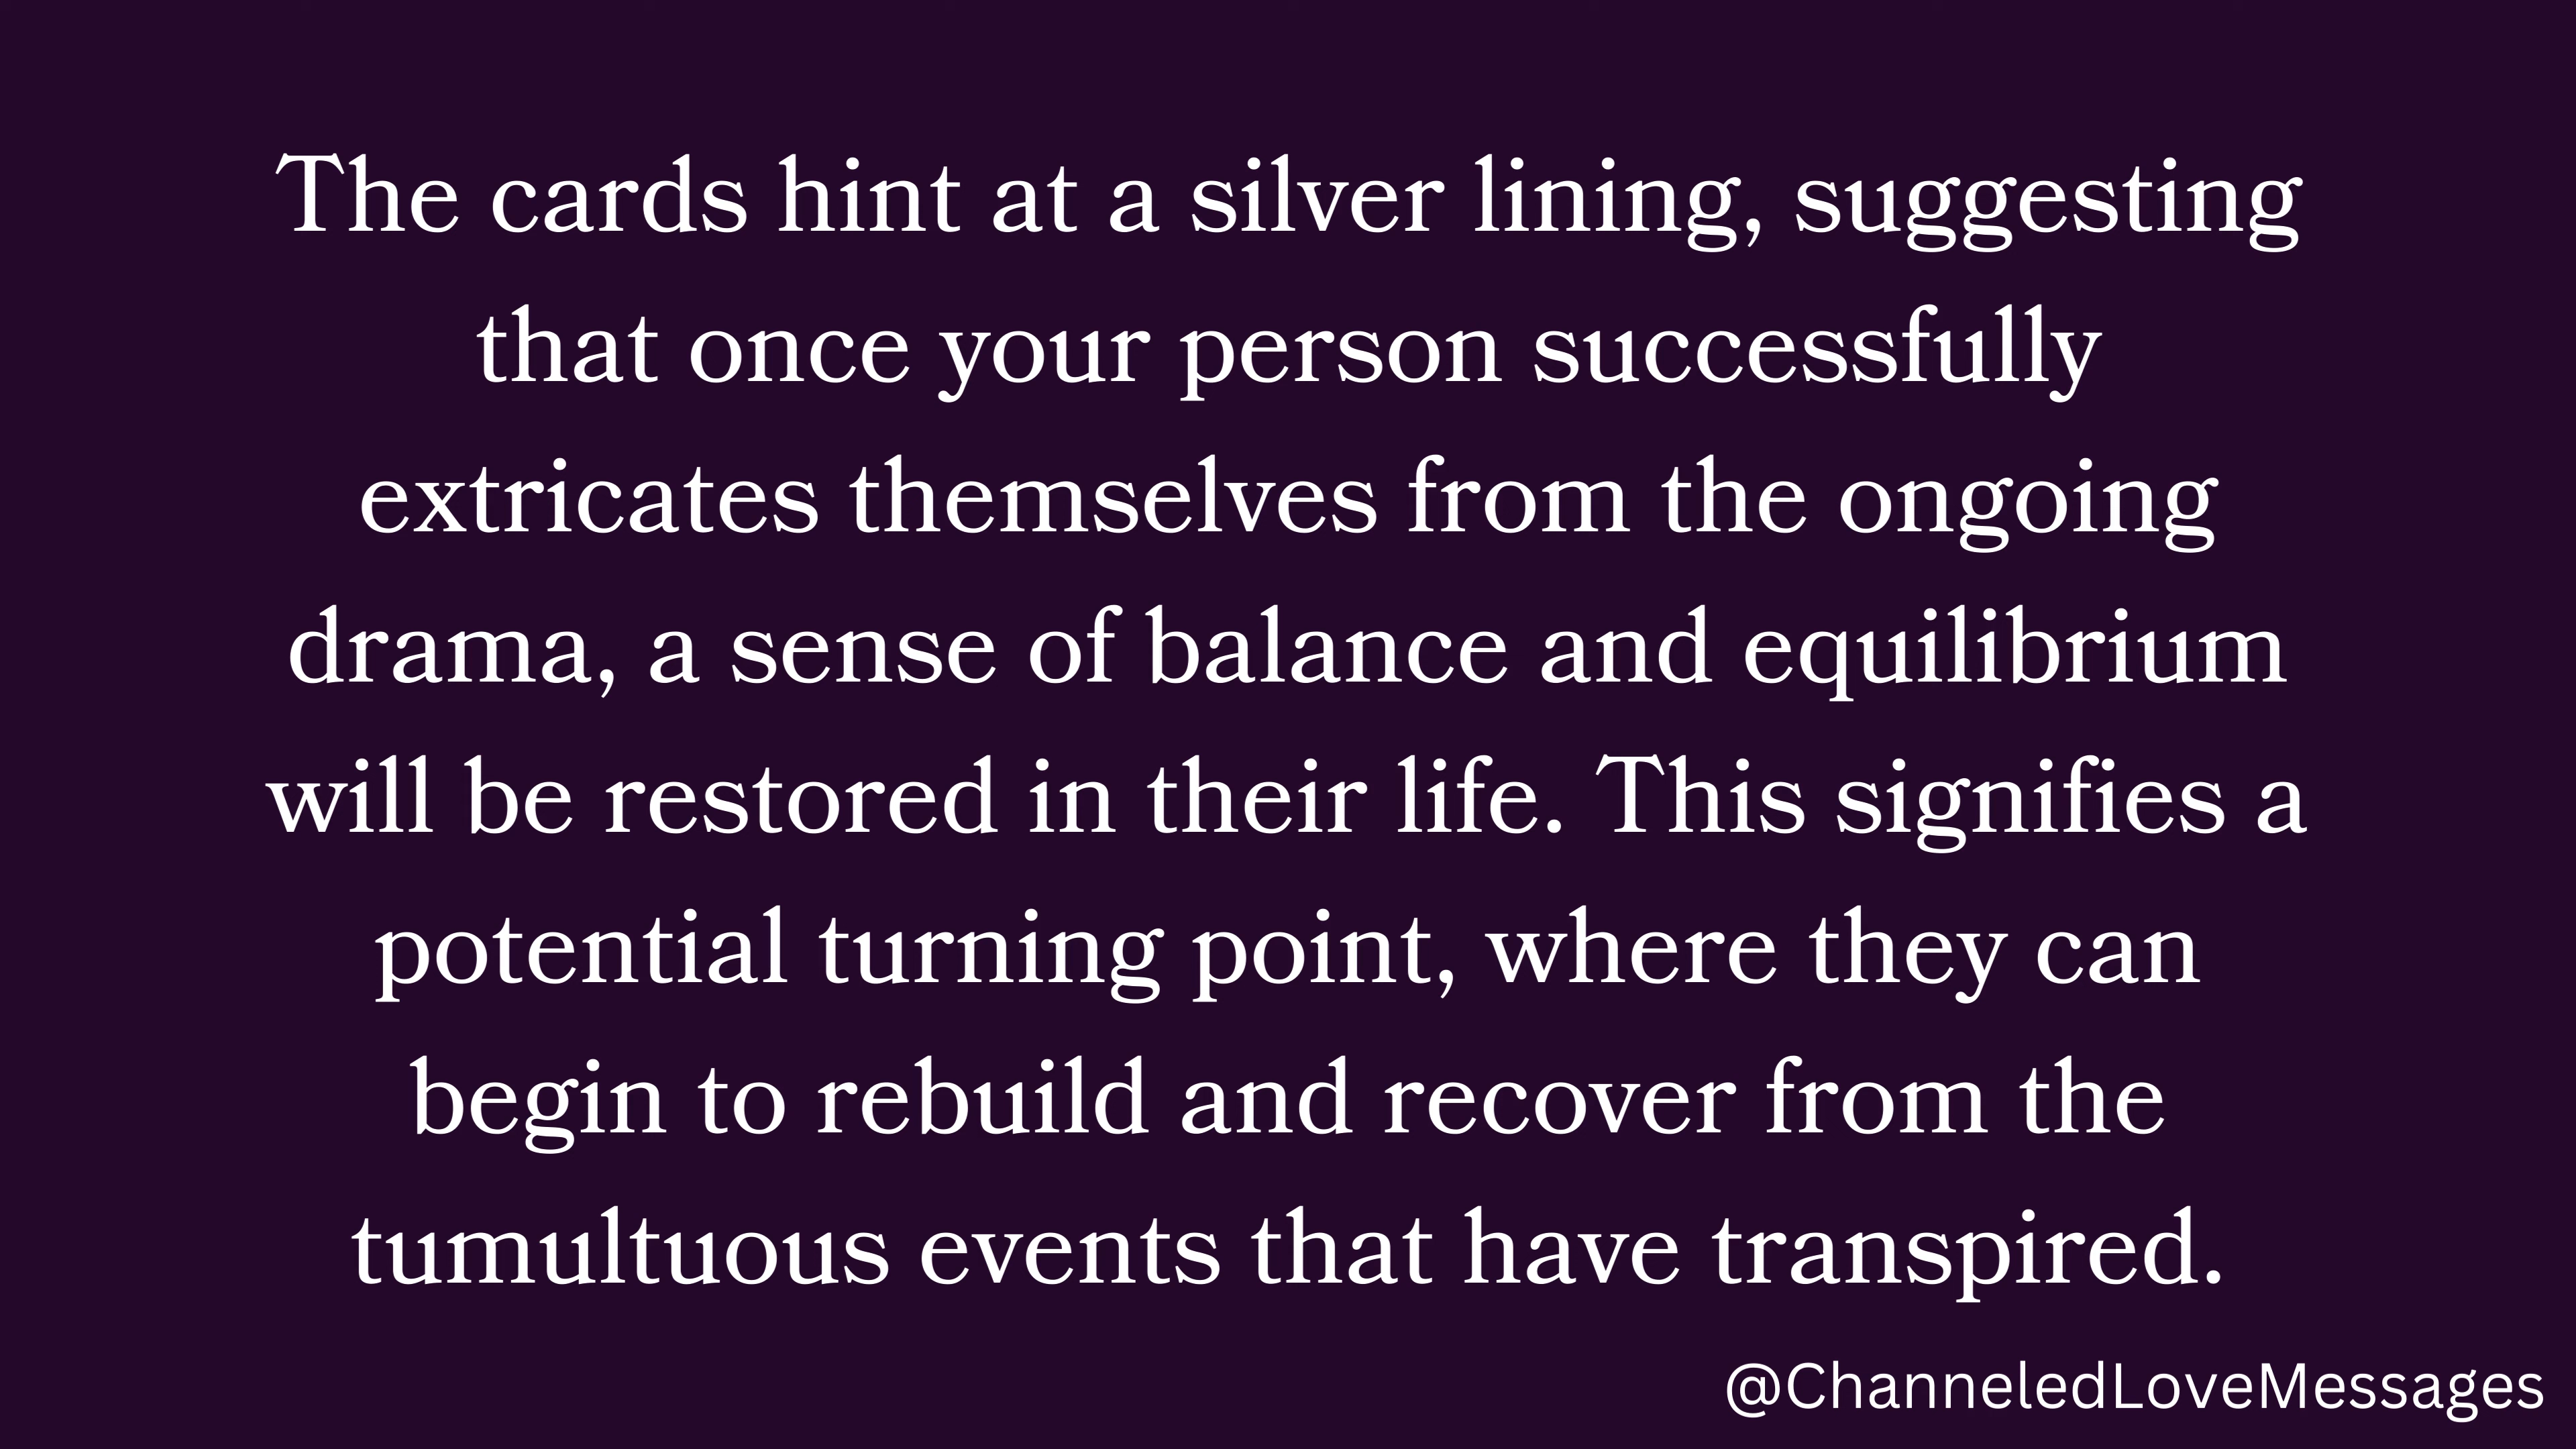 The cards hint at a silver lining, suggesting
that once your person successfully
extricates themselves from the ongoing
drama, a sense of balance and equilibrium
will be restored in their life. This signifies a
potential turning point, where they can
begin to rebuild and recover from the
tumultuous events that have transpired.
@ChanneledLoveMessages